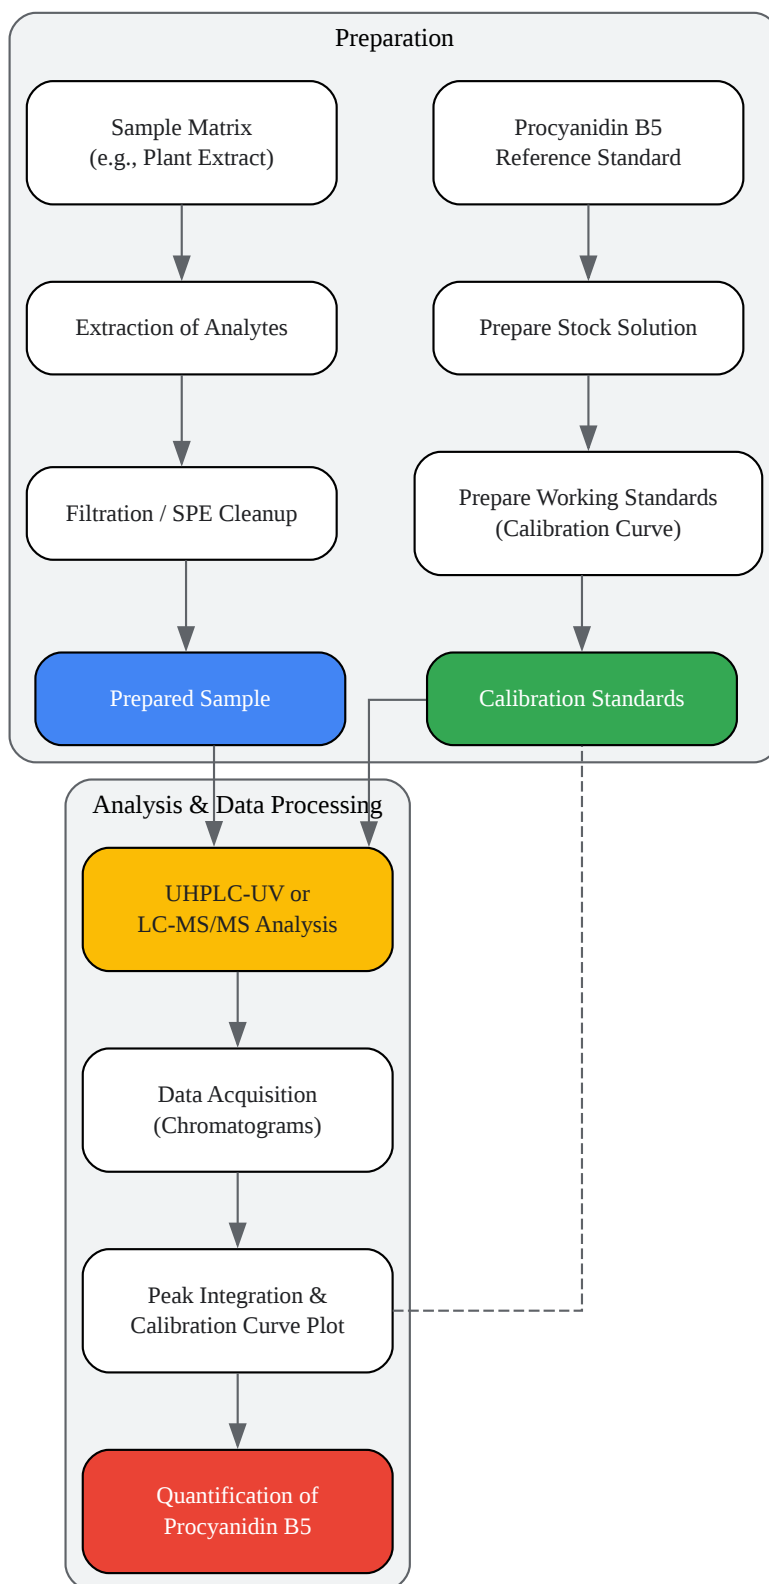 Preparation
Sample Matrix
(e.g., Plant Extract)
Procyanidin B5
Reference Standard
Extraction of Analytes
Prepare Stock Solution
Filtration / SPE Cleanup
Prepare Working Standards
(Calibration Curve)
Prepared Sample
Calibration Standards
Analysis & Data Processing
UHPLC-UV or
LC-MS/MS Analysis
Data Acquisition
(Chromatograms)
Peak Integration &
Calibration Curve Plot
Quantification of
Procyanidin B5